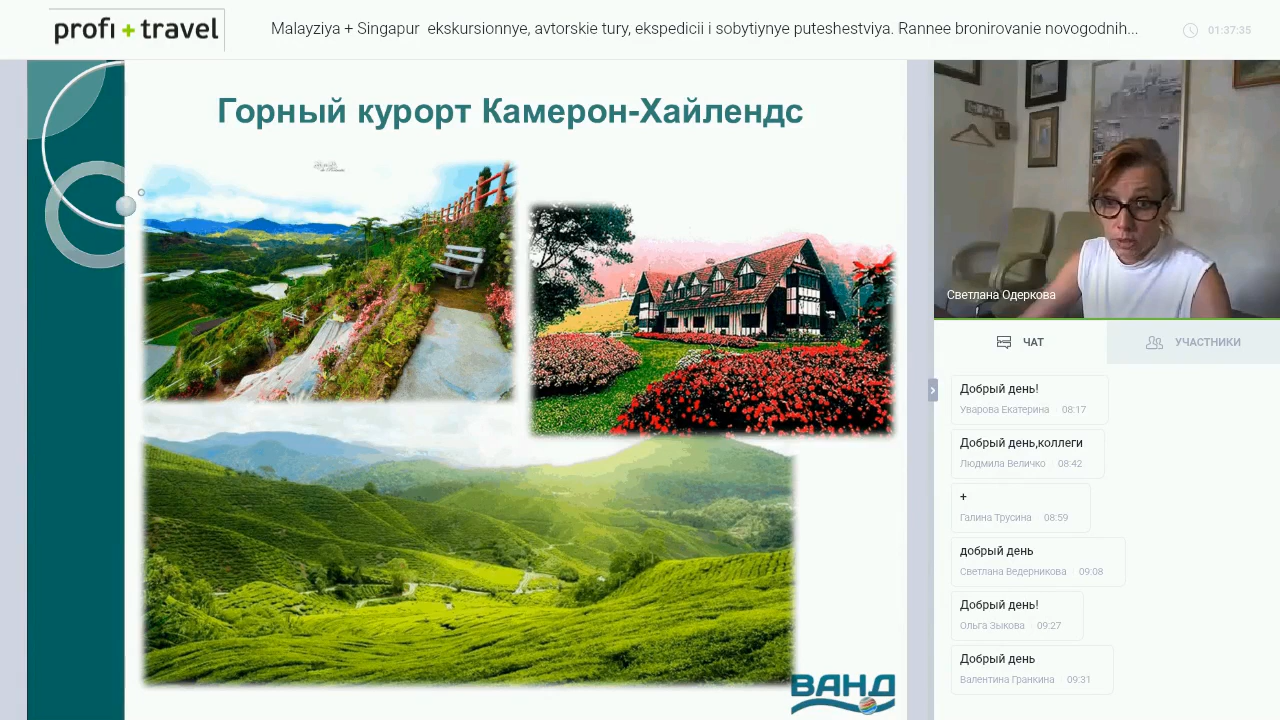 profi + travel
Malayziya + Singapur ekskursionnye, avtorskie tury, ekspedicii i sobytiynye puteshestviya. Rannee bronirovanie novogodnih...
01:37:35
Горный курорт Камерон-Хайлендс
ВАНД
Светлана Одеркова
ЧАТ
УЧАСТНИКИ
Добрый день!
Уварова Екатерина 08:17
Добрый день,коллеги
Людмила Величко 08:42
+
Галина Трусина 08:59
добрый день
Светлана Ведерникова 09:08
Добрый день!
Ольга Зыкова 09:27
Добрый день
Валентина Гранкина 09:31